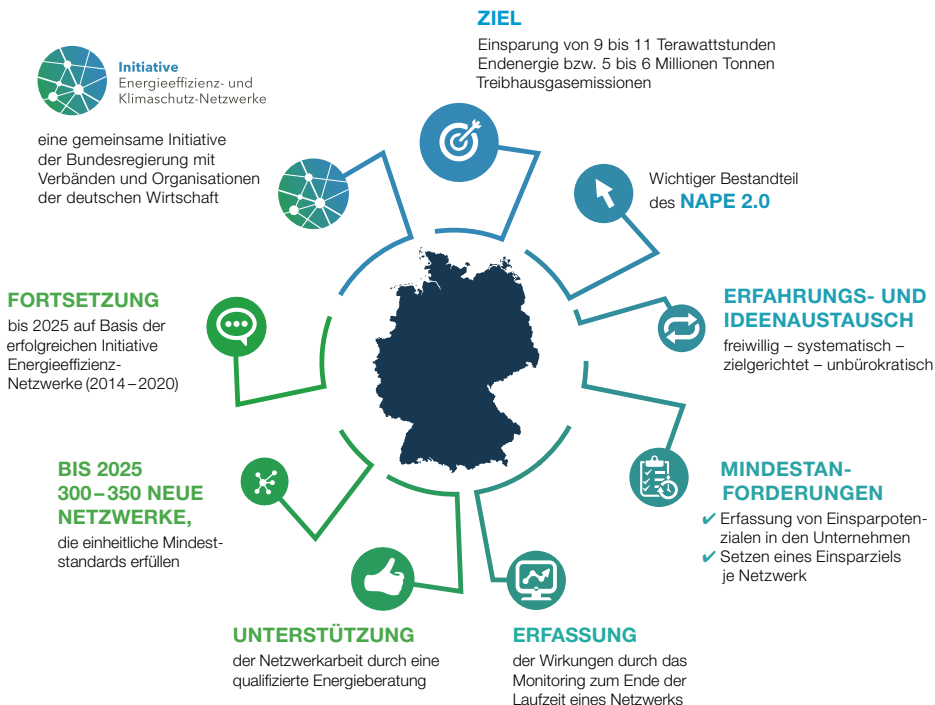 Initiative
Energieeffizienz- und
Klimaschutz-Netzwerke
eine gemeinsame Initiative
der Bundesregierung mit
Verbänden und Organisationen
der deutschen Wirtschaft
ZIEL
Einsparung von 9 bis 11 Terawattstunden
Endenergie bzw. 5 bis 6 Millionen Tonnen
Treibhausgasemissionen
Wichtiger Bestandteil
des NAPE 2.0
ERFAHRUNGS- UND
IDEENAUSTAUSCH
freiwillig – systematisch –
zielgerichtet – unbürokratisch
MINDESTAN-
FORDERUNGEN
✔ Erfassung von Einsparpoten-
zialen in den Unternehmen
✔ Setzen eines Einsparziels
je Netzwerk
ERFASSUNG
der Wirkungen durch das
Monitoring zum Ende der
Laufzeit eines Netzwerks
UNTERSTÜTZUNG
der Netzwerkarbeit durch eine
qualifizierte Energieberatung
BIS 2025
300–350 NEUE
NETZWERKE,
die einheitliche Mindest-
standards erfüllen
FORTSETZUNG
bis 2025 auf Basis der
erfolgreichen Initiative
Energieeffizienz-
Netzwerke (2014–2020)